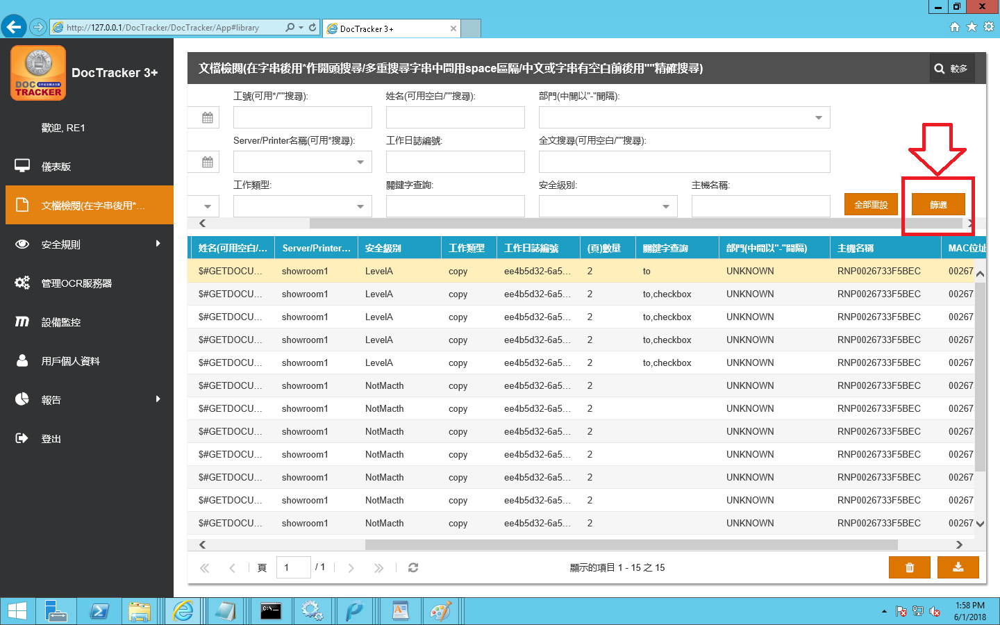 http://127.0.0.1/DocTracker/DocTracker/App#library
DocTracker 3+
DOC
TRACKER
DocTracker 3+
歡迎, RE1
儀表版
文檔檢閱(在字串後用*...
安全規則
管理OCR服務器
設備監控
用戶個人資料
報告
登出
文檔檢閱(在字串後用*作開頭搜尋/多重搜尋字串中間用space區隔/中文或字串有空白前後用""精確搜尋)
較多
工號(可用*/""搜尋):
姓名(可用空白/""搜尋):
部門(中間以"-"間隔):
Server/Printer名稱(可用*搜尋):
工作日誌編號:
全文搜尋(可用空白/""搜尋):
工作類型:
關鍵字查詢:
安全級別:
主機名稱:
全部重設
篩選
姓名(可用空白/... Server/Printer... 安全級別 工作類型 工作日誌編號 (頁)數量 關鍵字查詢 部門(中間以"-"間隔) 主機名稱 MAC位址
$#GETDOCU... showroom1 LevelA copy ee4b5d32-6a5... 2 to UNKNOWN RNP0026733F5BEC 00267
$#GETDOCU... showroom1 LevelA copy ee4b5d32-6a5... 2 to,checkbox UNKNOWN RNP0026733F5BEC 00267
$#GETDOCU... showroom1 LevelA copy ee4b5d32-6a5... 2 to,checkbox UNKNOWN RNP0026733F5BEC 00267
$#GETDOCU... showroom1 LevelA copy ee4b5d32-6a5... 2 to,checkbox UNKNOWN RNP0026733F5BEC 00267
$#GETDOCU... showroom1 LevelA copy ee4b5d32-6a5... 2 to,checkbox UNKNOWN RNP0026733F5BEC 00267
$#GETDOCU... showroom1 NotMacth copy ee4b5d32-6a5... 2 UNKNOWN RNP0026733F5BEC 00267
$#GETDOCU... showroom1 NotMacth copy ee4b5d32-6a5... 2 UNKNOWN RNP0026733F5BEC 00267
$#GETDOCU... showroom1 NotMacth copy ee4b5d32-6a5... 2 UNKNOWN RNP0026733F5BEC 00267
$#GETDOCU... showroom1 NotMacth copy ee4b5d32-6a5... 2 UNKNOWN RNP0026733F5BEC 00267
$#GETDOCU... showroom1 NotMacth copy ee4b5d32-6a5... 2 UNKNOWN RNP0026733F5BEC 00267
$#GETDOCU... showroom1 NotMacth copy ee4b5d32-6a5... 2 UNKNOWN RNP0026733F5BEC 00267
$#GETDOCU... showroom1 NotMacth copy ee4b5d32-6a5... 2 UNKNOWN RNP0026733F5BEC 00267
頁 1 / 1
顯示的項目 1 - 15 之 15
1:58 PM
6/1/2018